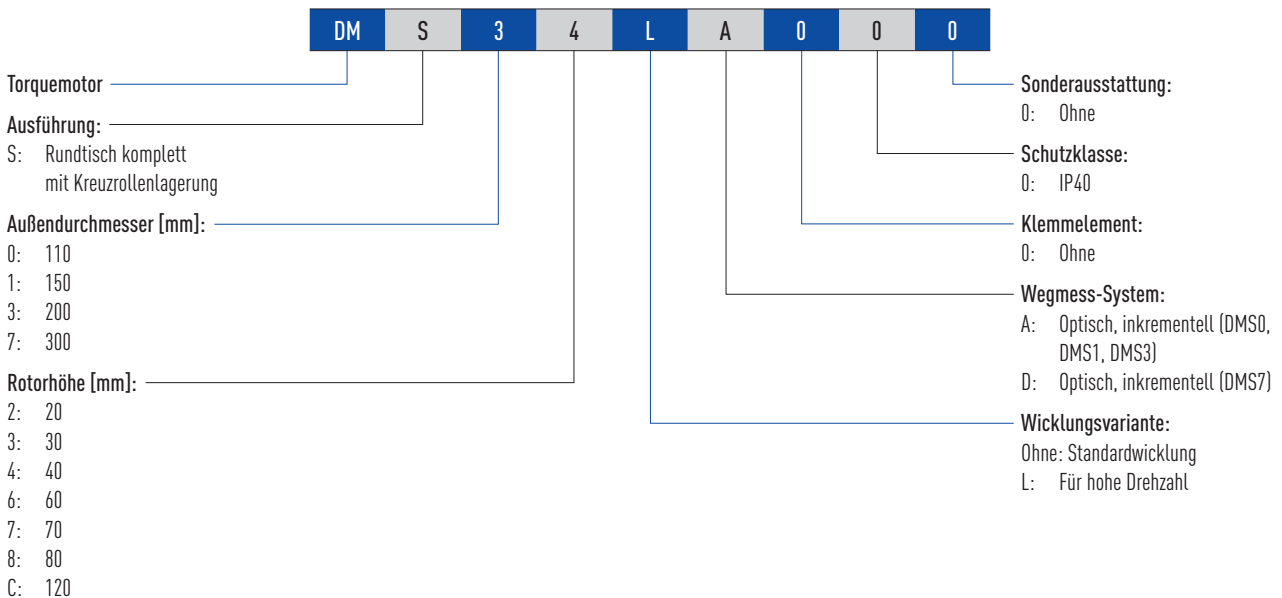 DM S 3 4 L A 0 0 0
Torquemotor
Ausführung:
S: Rundtisch komplett
mit Kreuzrollenlagerung
Außendurchmesser [mm]:
0: 110
1: 150
3: 200
7: 300
Rotorhöhe [mm]:
2: 20
3: 30
4: 40
6: 60
7: 70
8: 80
C: 120
Sonderausstattung:
0: Ohne
Schutzklasse:
0: IP40
Klemmelement:
0: Ohne
Wegmess-System:
A: Optisch, inkrementell (DMS0,
DMS1, DMS3)
D: Optisch, inkrementell (DMS7)
Wicklungsvariante:
Ohne: Standardwicklung
L: Für hohe Drehzahl